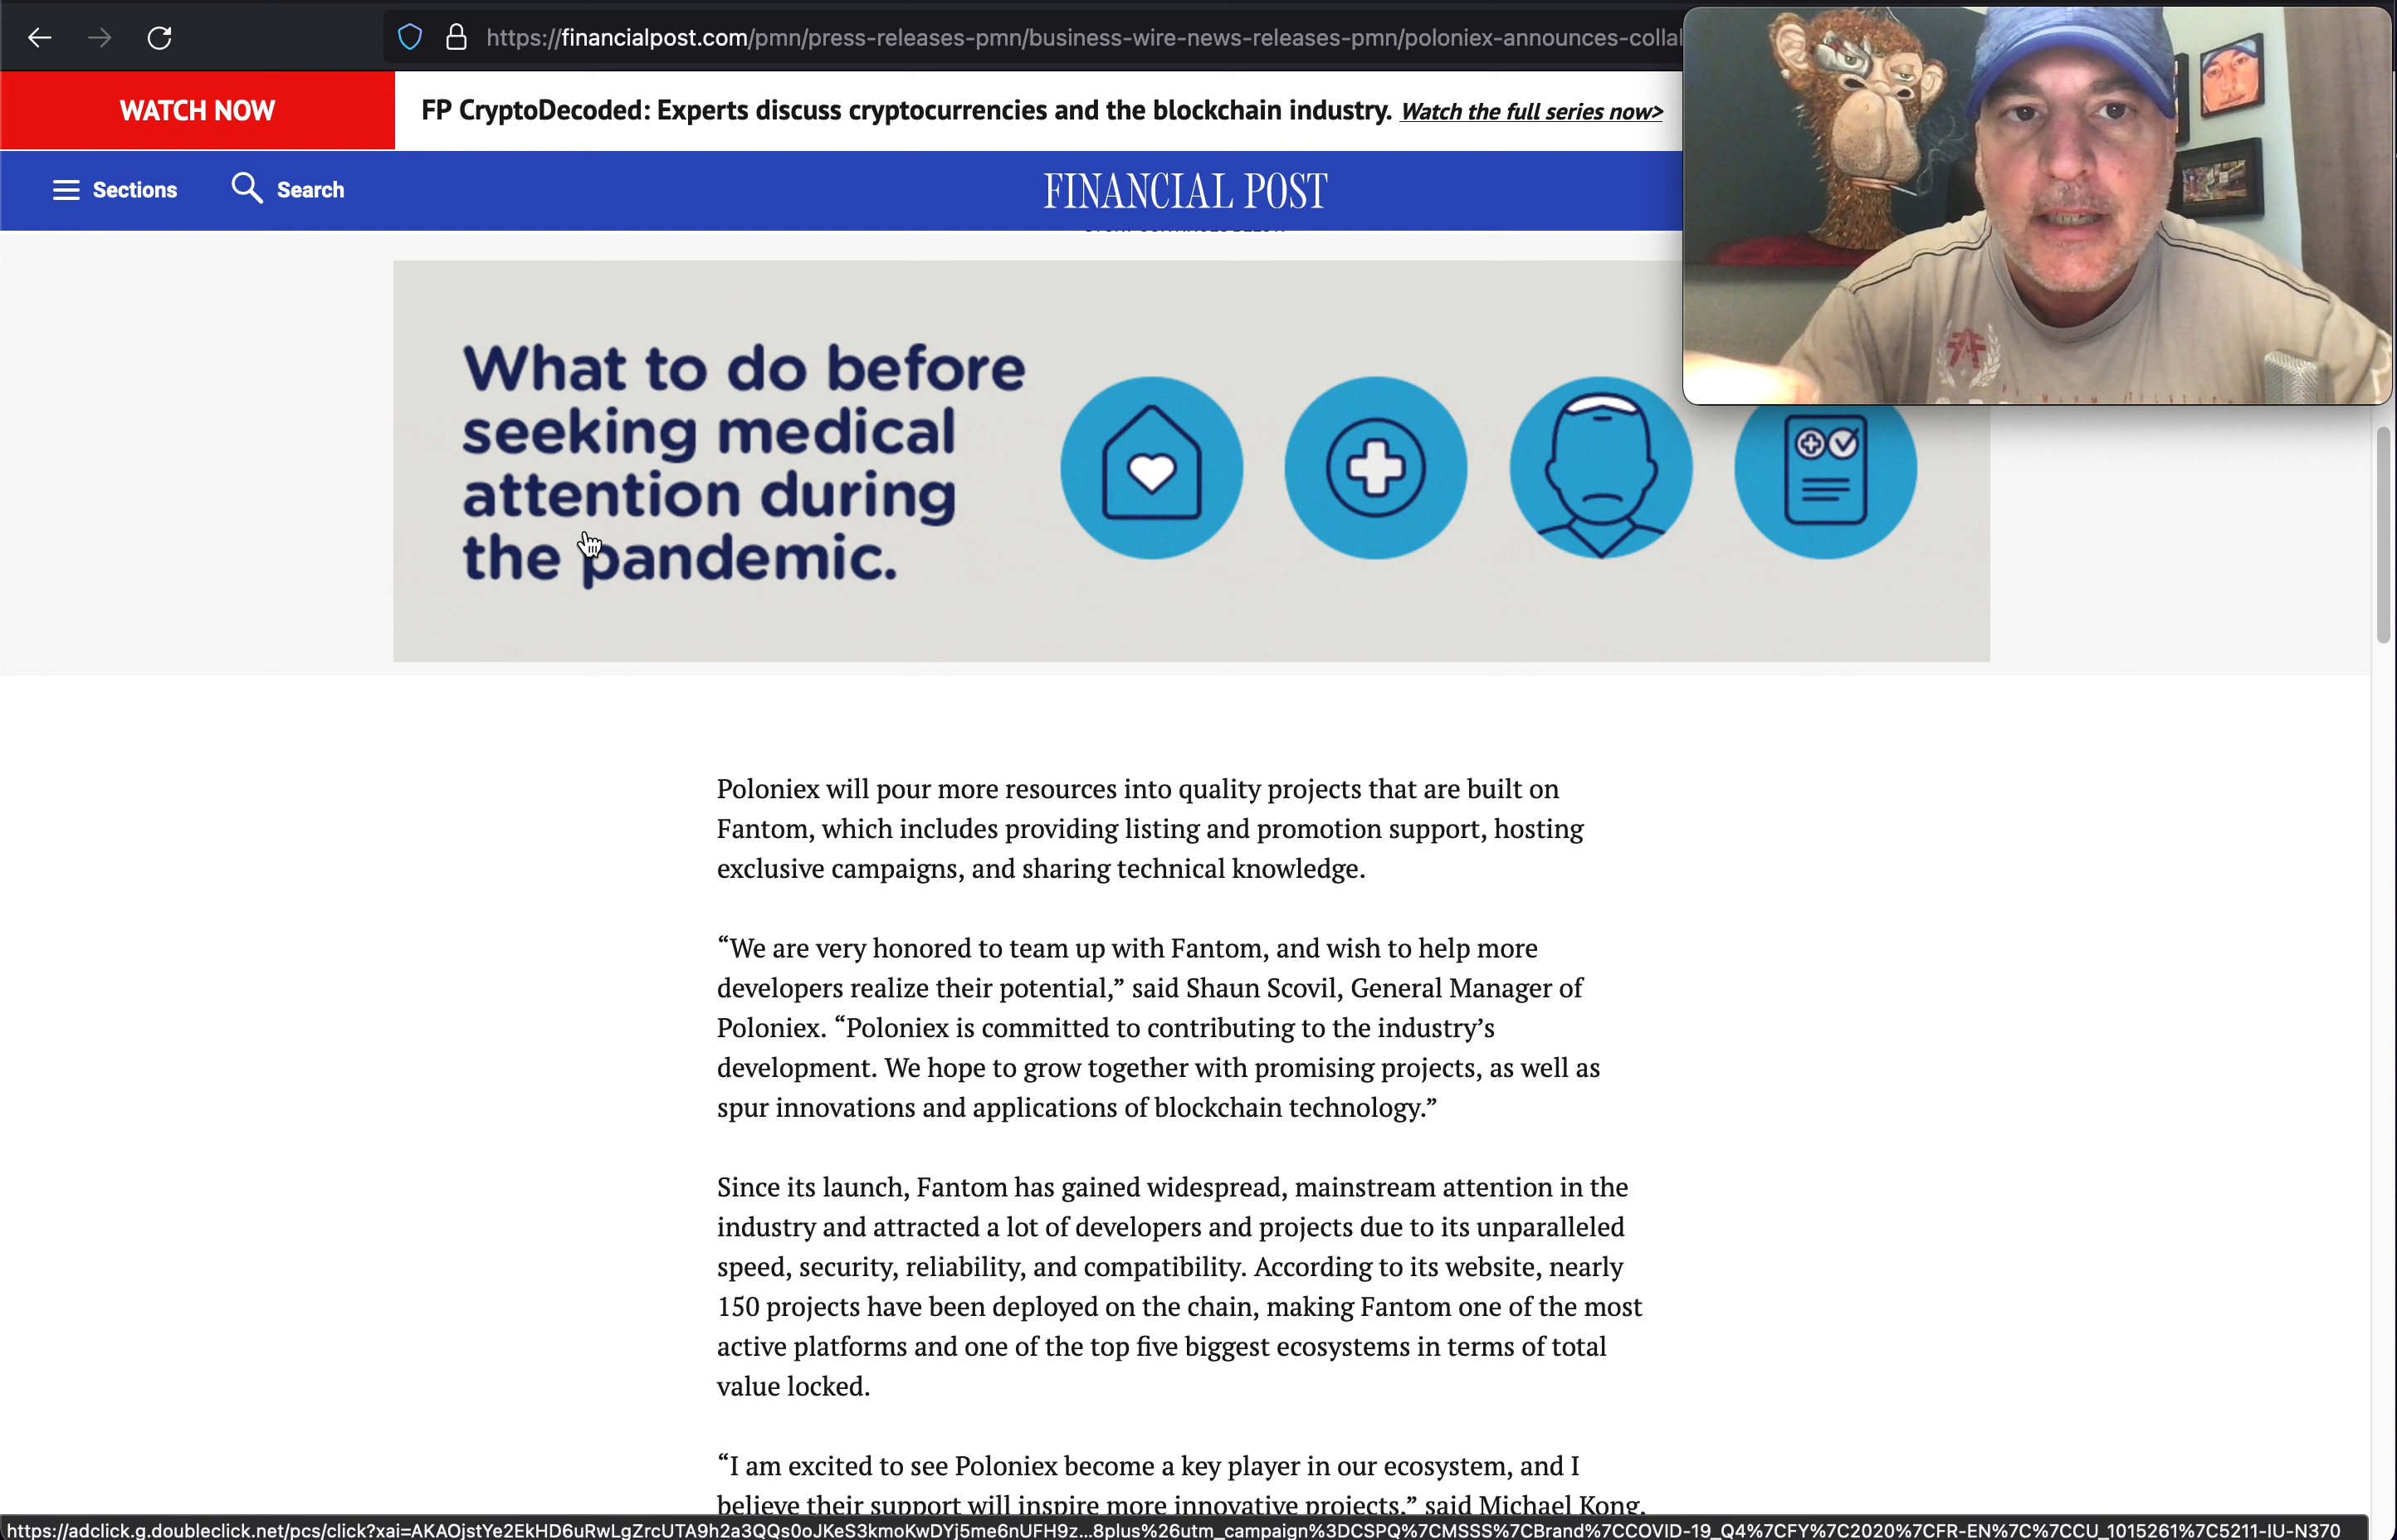 https://financialpost.com/pmn/press-releases-pmn/business-wire-news-releases-pmn/poloniex-announces-colla
WATCH NOW
FP CryptoDecoded: Experts discuss cryptocurrencies and the blockchain industry. Watch the full series now>
Sections
Search
FINANCIAL POST
What to do before
seeking medical
attention during
the pandemic.
Poloniex will pour more resources into quality projects that are built on
Fantom, which includes providing listing and promotion support, hosting
exclusive campaigns, and sharing technical knowledge.
“We are very honored to team up with Fantom, and wish to help more
developers realize their potential,” said Shaun Scovil, General Manager of
Poloniex. “Poloniex is committed to contributing to the industry’s
development. We hope to grow together with promising projects, as well as
spur innovations and applications of blockchain technology.”
Since its launch, Fantom has gained widespread, mainstream attention in the
industry and attracted a lot of developers and projects due to its unparalleled
speed, security, reliability, and compatibility. According to its website, nearly
150 projects have been deployed on the chain, making Fantom one of the most
active platforms and one of the top five biggest ecosystems in terms of total
value locked.
“I am excited to see Poloniex become a key player in our ecosystem, and I
believe their support will inspire more innovative projects,” said Michael Kong,
https://adclick.g.doubleclick.net/pcs/click?xai=AKAOjstYe2EkHD6uRwLgZrcUTA9h2a3QQs0oJKeS3kmoKwDYj5me6nUFH9z…8plus%26utm_campaign%3DCSPQ%7CMSSS%7CBrand%7CCOVID-19_Q4%7CFY%7C2020%7CFR-EN%7C%7CCU_1015261%7C5211-IU-N370